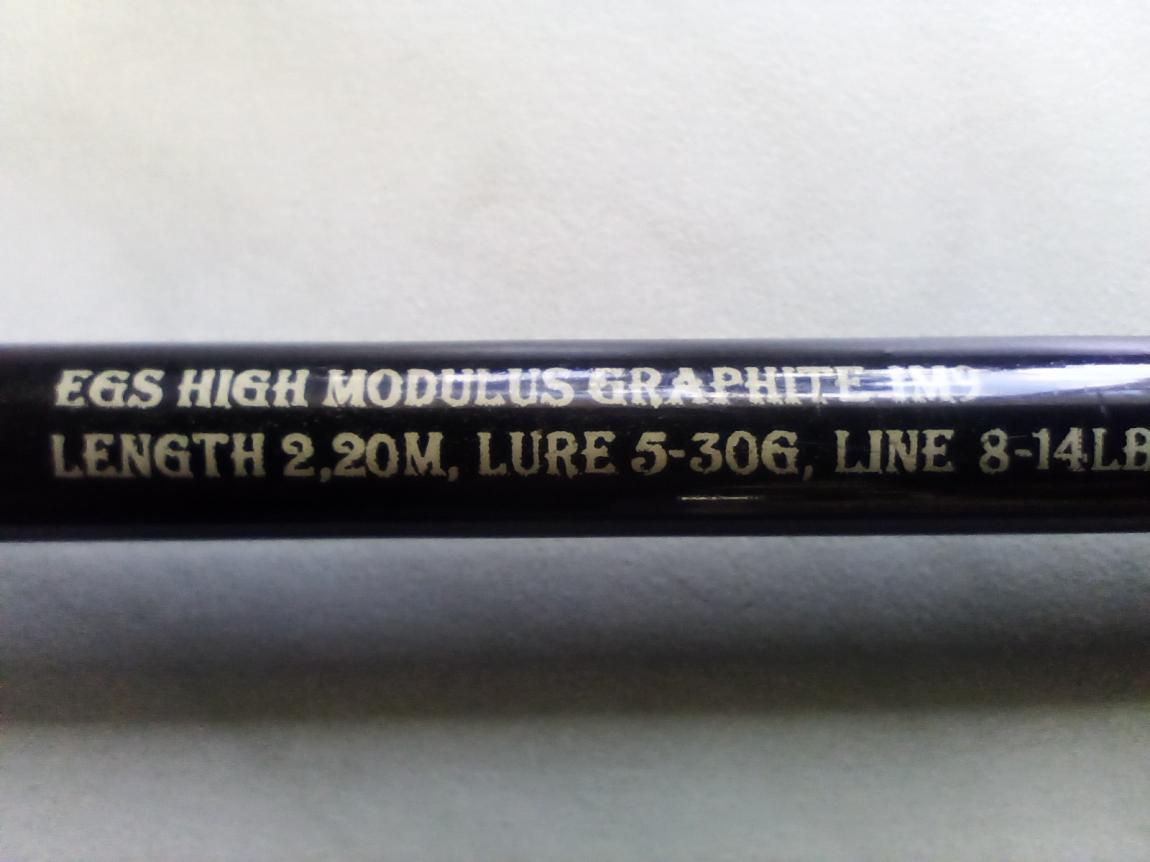 EGS HIGH MODULUS GRAPHITE IM9
LENGTH 2,20M, LURE 5-30G, LINE 8-14LB